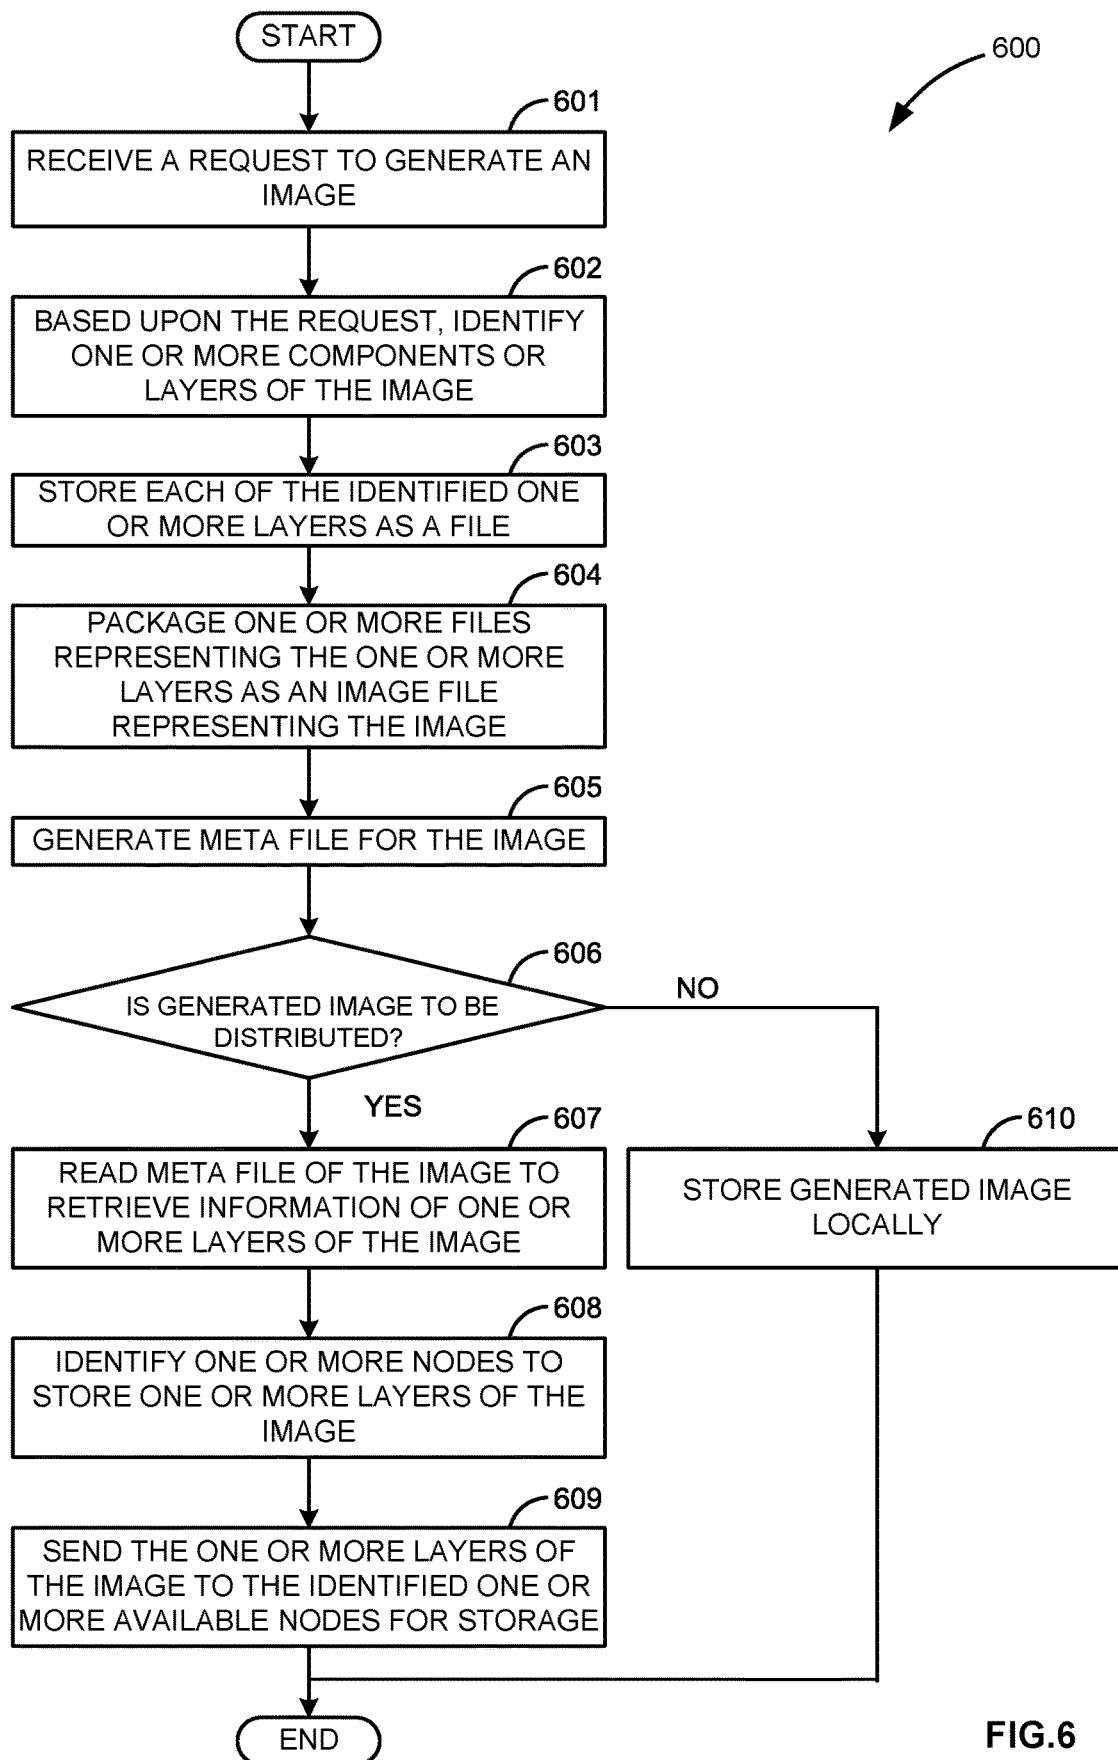 START
600
601
RECEIVE A REQUEST TO GENERATE AN
IMAGE
602
BASED UPON THE REQUEST, IDENTIFY
ONE OR MORE COMPONENTS OR
LAYERS OF THE IMAGE
603
STORE EACH OF THE IDENTIFIED ONE
OR MORE LAYERS AS A FILE
604
PACKAGE ONE OR MORE FILES
REPRESENTING THE ONE OR MORE
LAYERS AS AN IMAGE FILE
REPRESENTING THE IMAGE
605
GENERATE META FILE FOR THE IMAGE
606
IS GENERATED IMAGE TO BE
DISTRIBUTED?
NO
YES
607
READ META FILE OF THE IMAGE TO
RETRIEVE INFORMATION OF ONE OR
MORE LAYERS OF THE IMAGE
610
STORE GENERATED IMAGE
LOCALLY
608
IDENTIFY ONE OR MORE NODES TO
STORE ONE OR MORE LAYERS OF THE
IMAGE
609
SEND THE ONE OR MORE LAYERS OF
THE IMAGE TO THE IDENTIFIED ONE OR
MORE AVAILABLE NODES FOR STORAGE
END
FIG.6